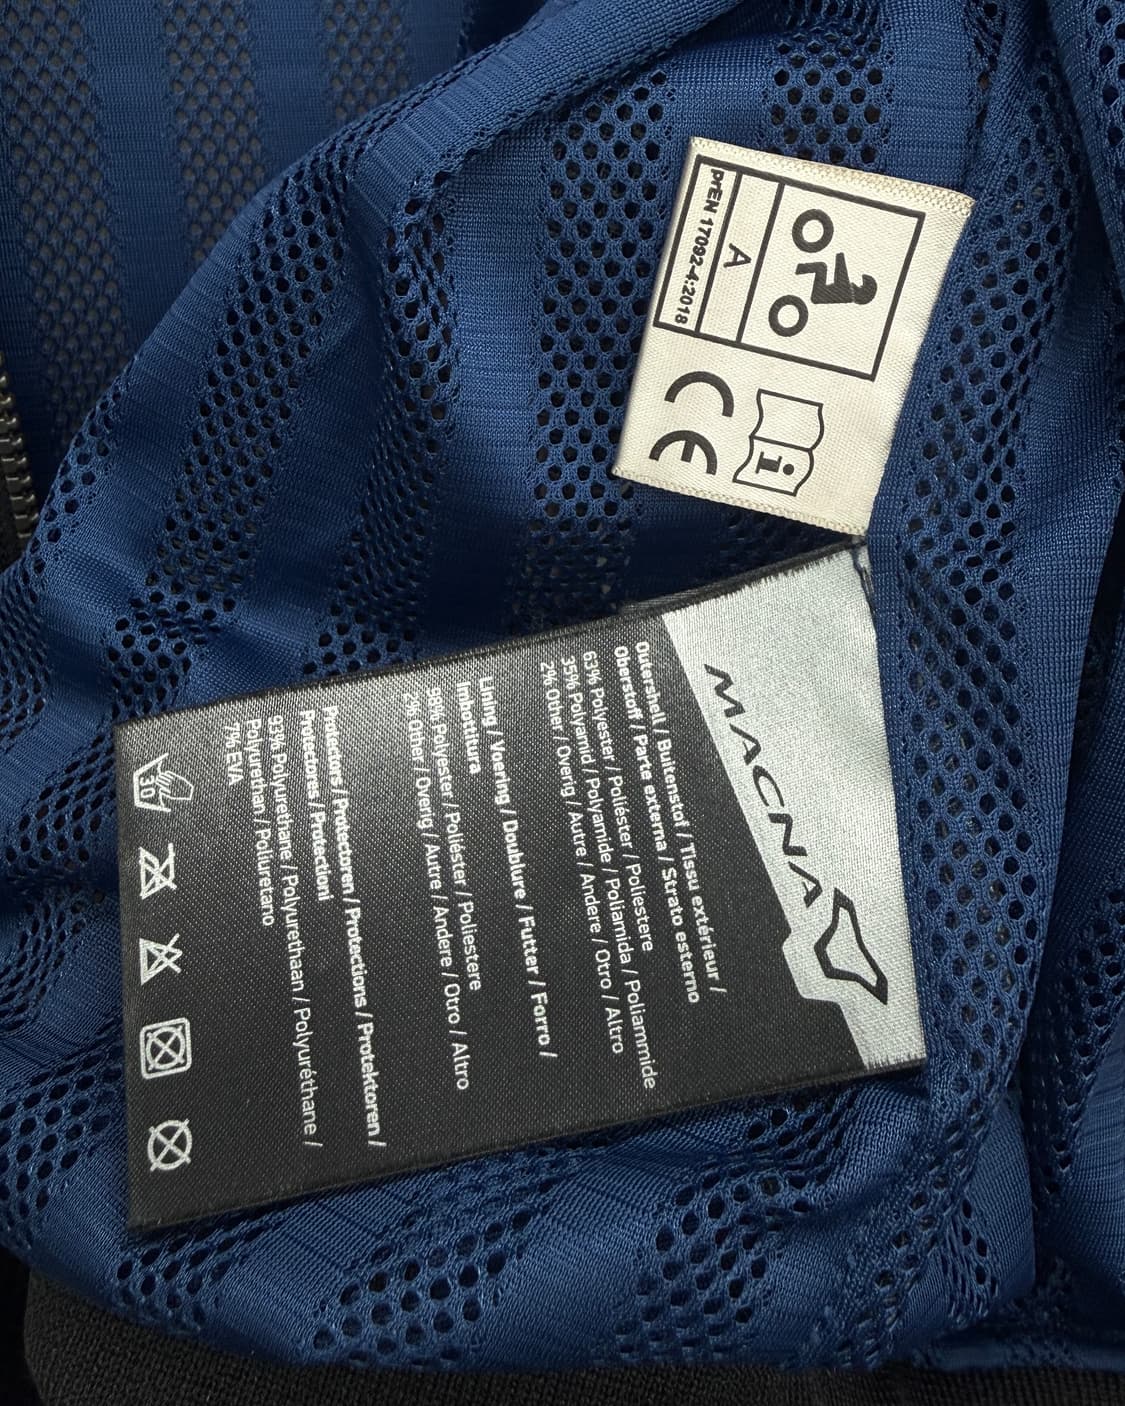 prEN 17092-4:2018
A
i
CE
MACNA
Outershell / Buitenstof / Tissu extérieur /
Oberstoff / Parte externa / Strato esterno
63% Polyester / Poliéster / Poliestere
35% Polyamid / Polyamide / Poliamida / Poliammide
2% Other / Overig / Autre / Andere / Otro / Altro
Lining / Voering / Doublure / Futter / Forro /
Imbottitura
98% Polyester / Poliéster / Poliestere
2% Other / Overig / Autre / Andere / Otro / Altro
Protectors / Protectoren / Protections / Protektoren /
Protectores / Protezioni
93% Polyurethane / Polyurethaan / Polyuréthane /
Polyurethan / Poliuretano
7% EVA
30